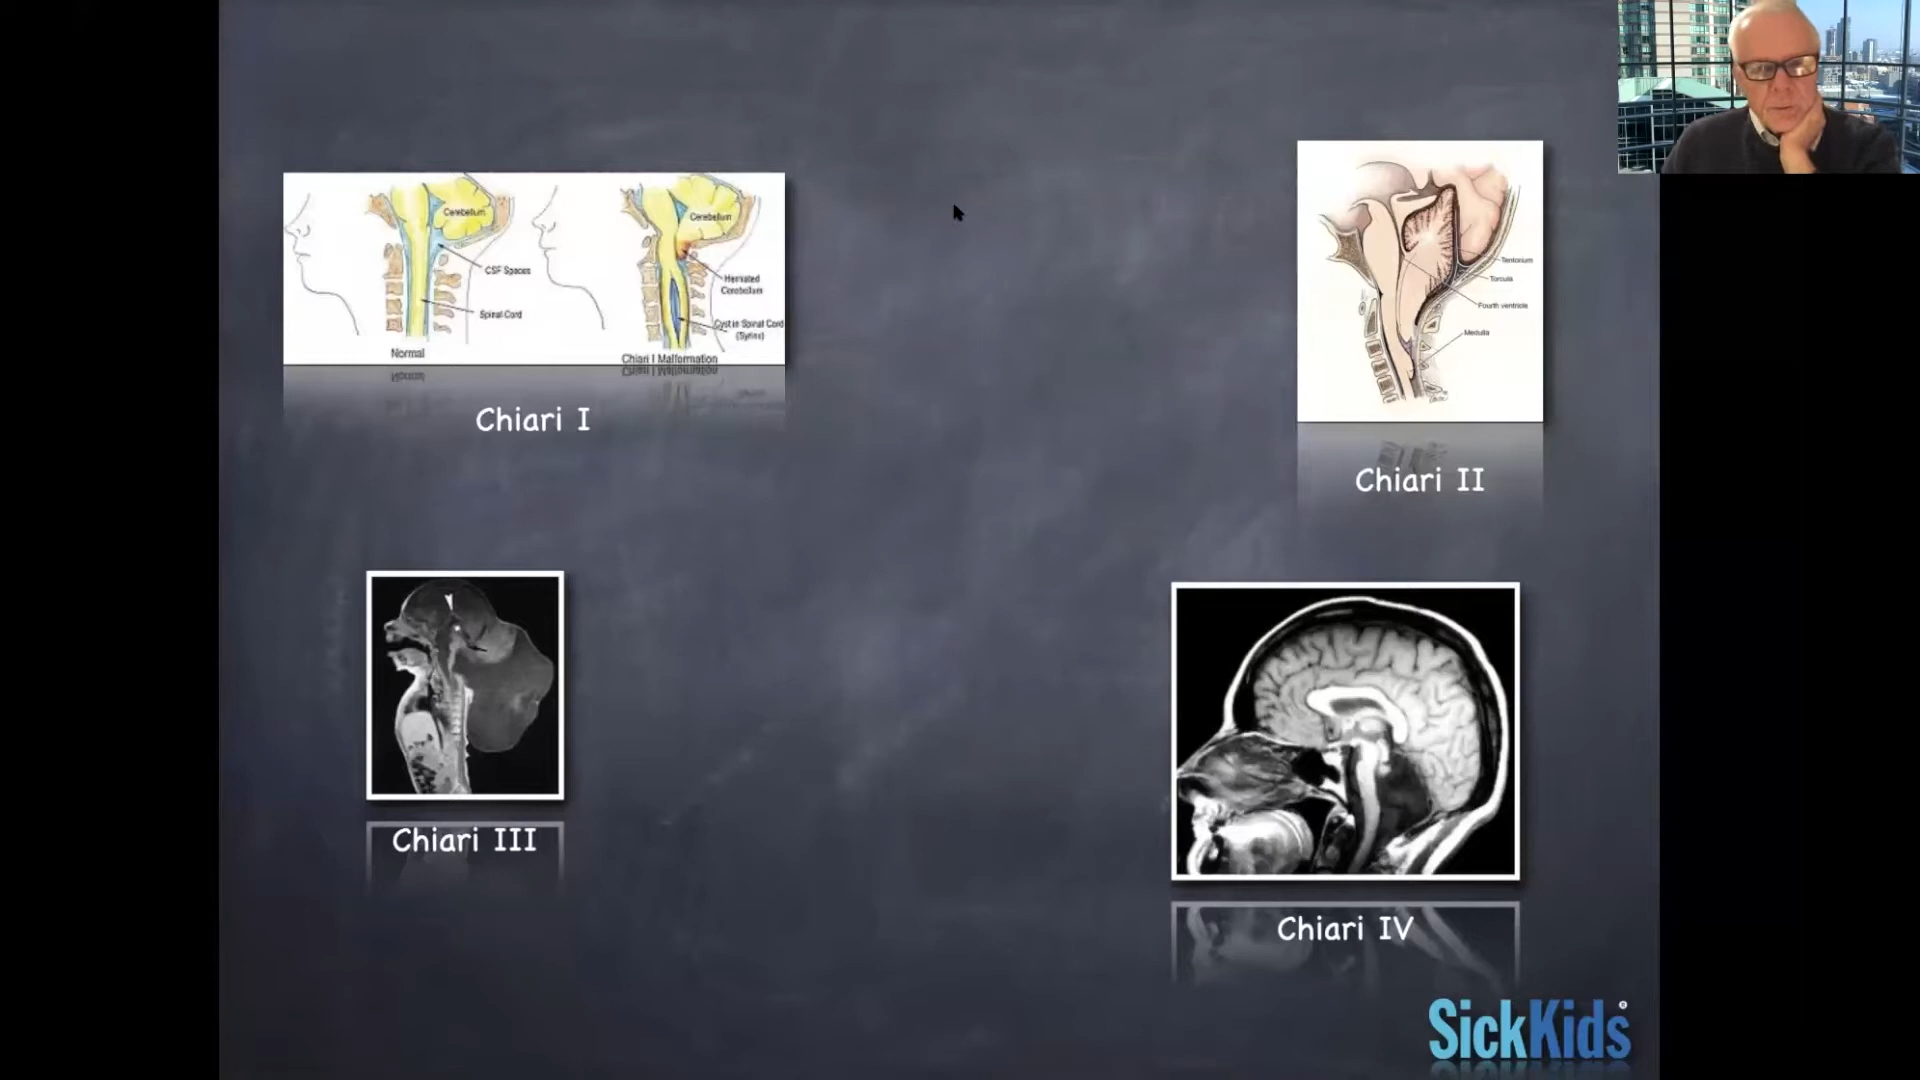 Cerebellum
CSF Spaces
Spinal Cord
Normal
Cerebellum
Herniated
Cerebellum
Cyst in Spinal Cord
(Syrinx)
Chiari I Malformation
Chiari I
Tentorium
Torcula
Fourth ventricle
Medulla
Chiari II
Chiari III
Chiari IV
SickKids®